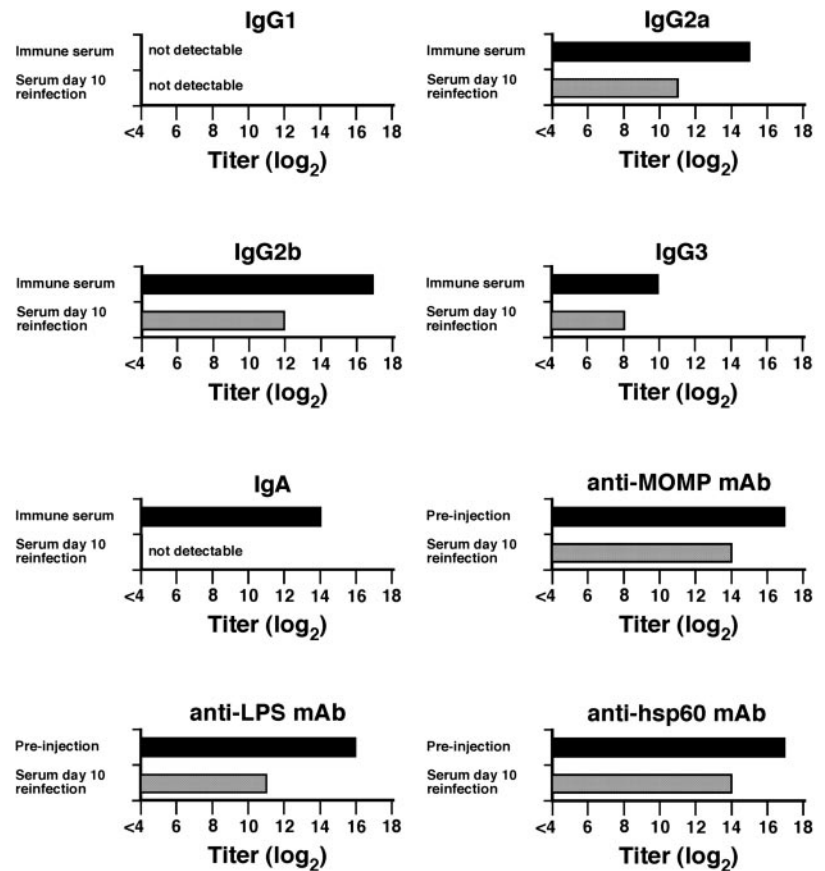 IgG1
Immune serum
not detectable
Serum day 10
reinfection
not detectable
<4 6 8 10 12 14 16 18
Titer (log2)
IgG2a
Immune serum
Serum day 10
reinfection
<4 6 8 10 12 14 16 18
Titer (log2)
IgG2b
Immune serum
Serum day 10
reinfection
<4 6 8 10 12 14 16 18
Titer (log2)
IgG3
Immune serum
Serum day 10
reinfection
<4 6 8 10 12 14 16 18
Titer (log2)
IgA
Immune serum
Serum day 10
reinfection
not detectable
<4 6 8 10 12 14 16 18
Titer (log2)
anti-MOMP mAb
Pre-injection
Serum day 10
reinfection
<4 6 8 10 12 14 16 18
Titer (log2)
anti-LPS mAb
Pre-injection
Serum day 10
reinfection
<4 6 8 10 12 14 16 18
Titer (log2)
anti-hsp60 mAb
Pre-injection
Serum day 10
reinfection
<4 6 8 10 12 14 16 18
Titer (log2)